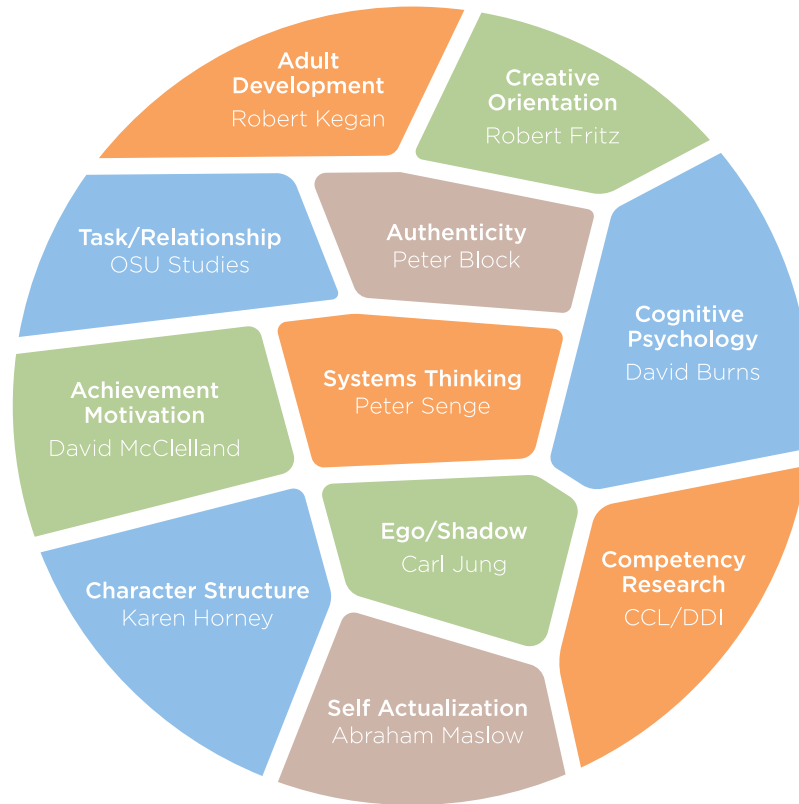 Adult
Development
Robert Kegan
Creative
Orientation
Robert Fritz
Task/Relationship
OSU Studies
Authenticity
Peter Block
Cognitive
Psychology
David Burns
Achievement
Motivation
David McClelland
Systems Thinking
Peter Senge
Ego/Shadow
Carl Jung
Competency
Research
CCL/DDI
Character Structure
Karen Horney
Self Actualization
Abraham Maslow